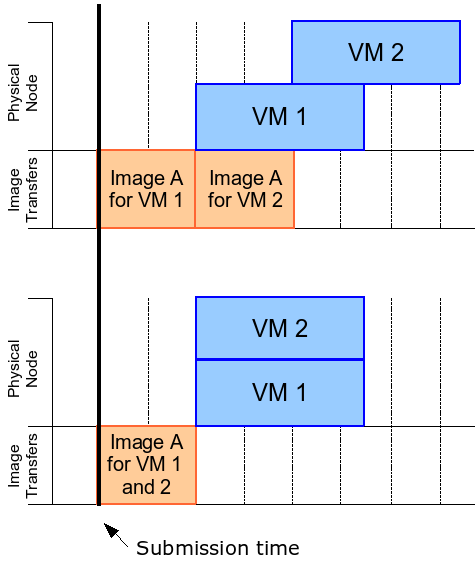 Physical
Node
VM 2
VM 1
Image
Transfers
Image A
for VM 1
Image A
for VM 2
Physical
Node
VM 2
VM 1
Image
Transfers
Image A
for VM 1
and 2
Submission time